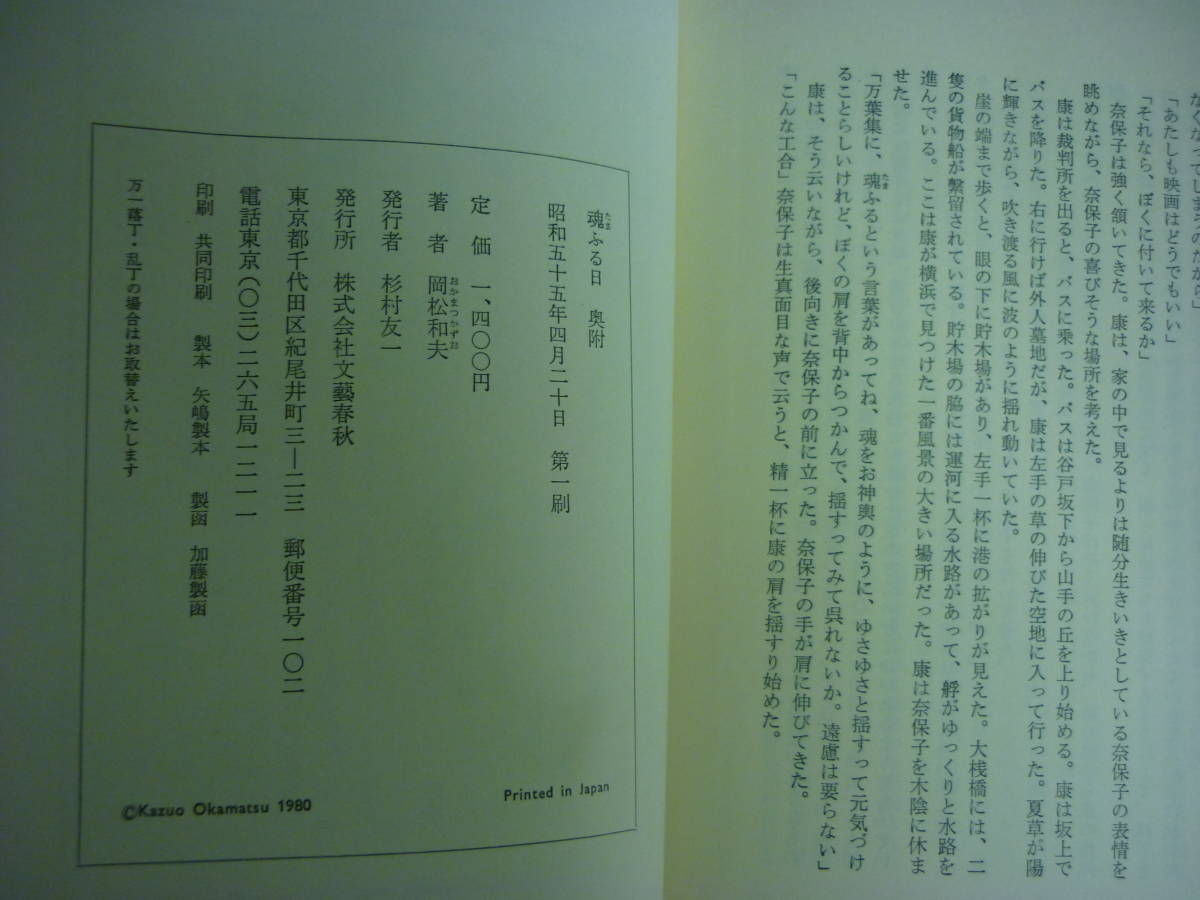 「あたしも映画はどうでもいい」
「それなら、ぼくに付いて来るか」
奈保子は強く頷いてきた。康は、家の中で見るよりは随分生きいきとしている奈保子の表情を
眺めながら、奈保子の喜びそうな場所を考えた。
康は裁判所を出ると、バスに乗った。バスは谷戸坂下から山手の丘を上り始める。康は坂上で
バスを降りた。右に行けば外人墓地だが、康は左手の草の伸びた空地に入って行った。夏草が陽
に輝きながら、吹き渡る風に波のように揺れ動いていた。
崖の端まで歩くと、眼の下に貯木場があり、左手一杯に港の拡がりが見えた。大桟橋には、二
隻の貨物船が繋留されている。貯木場の脇には運河に入る水路があって、艀がゆっくりと水路を
進んでいる。ここは康が横浜で見つけた一番風景の大きい場所だった。康は奈保子を木陰に休ま
せた。
「万葉集に、魂ふるという言葉があってね、魂をお神輿のように、ゆさゆさと揺すって元気づけ
ることらしいけれど、ぼくの肩を背中からつかんで、揺すってみて呉れないか。遠慮は要らない」
康は、そう云いながら、後向きに奈保子の前に立った。奈保子の手が肩に伸びてきた。
「こんな工合」奈保子は生真面目な声で云うと、精一杯に康の肩を揺すり始めた。
魂ふる日 奥附
昭和五十五年四月二十日 第一刷
定価 一、四〇〇円
著者 岡松和夫
発行者 杉村友一
発行所 株式会社文藝春秋
東京都千代田区紀尾井町三―二三 郵便番号一〇二
電話東京(〇三)二六五局一二一一
印刷 共同印刷 製本 矢嶋製本 製函 加藤製函
万一落丁・乱丁の場合はお取替えいたします
Printed in Japan
©Kazuo Okamatsu 1980